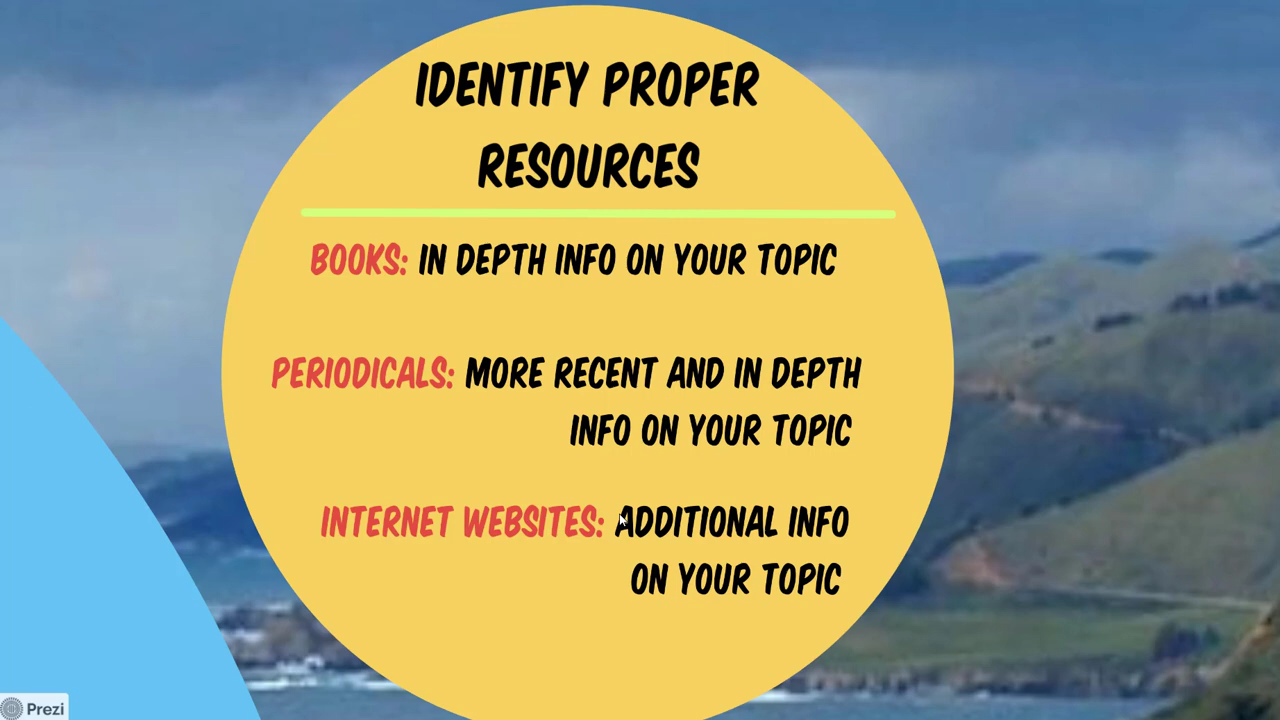 IDENTIFY PROPER
RESOURCES
BOOKS: IN DEPTH INFO ON YOUR TOPIC
PERIODICALS: MORE RECENT AND IN DEPTH
INFO ON YOUR TOPIC
INTERNET WEBSITES: ADDITIONAL INFO
ON YOUR TOPIC
Prezi